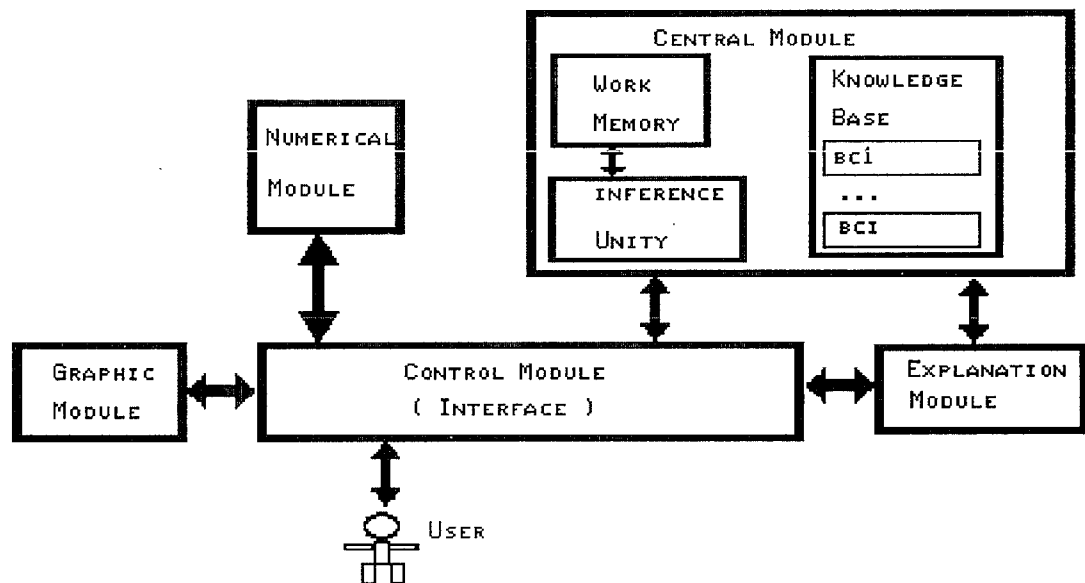 CENTRAL MODULE
WORK
MEMORY
INFERENCE
UNITY
KNOWLEDGE
BASE
BCÍ
...
BCI
NUMERICAL
MODULE
GRAPHIC
MODULE
CONTROL MODULE
( INTERFACE )
EXPLANATION
MODULE
USER